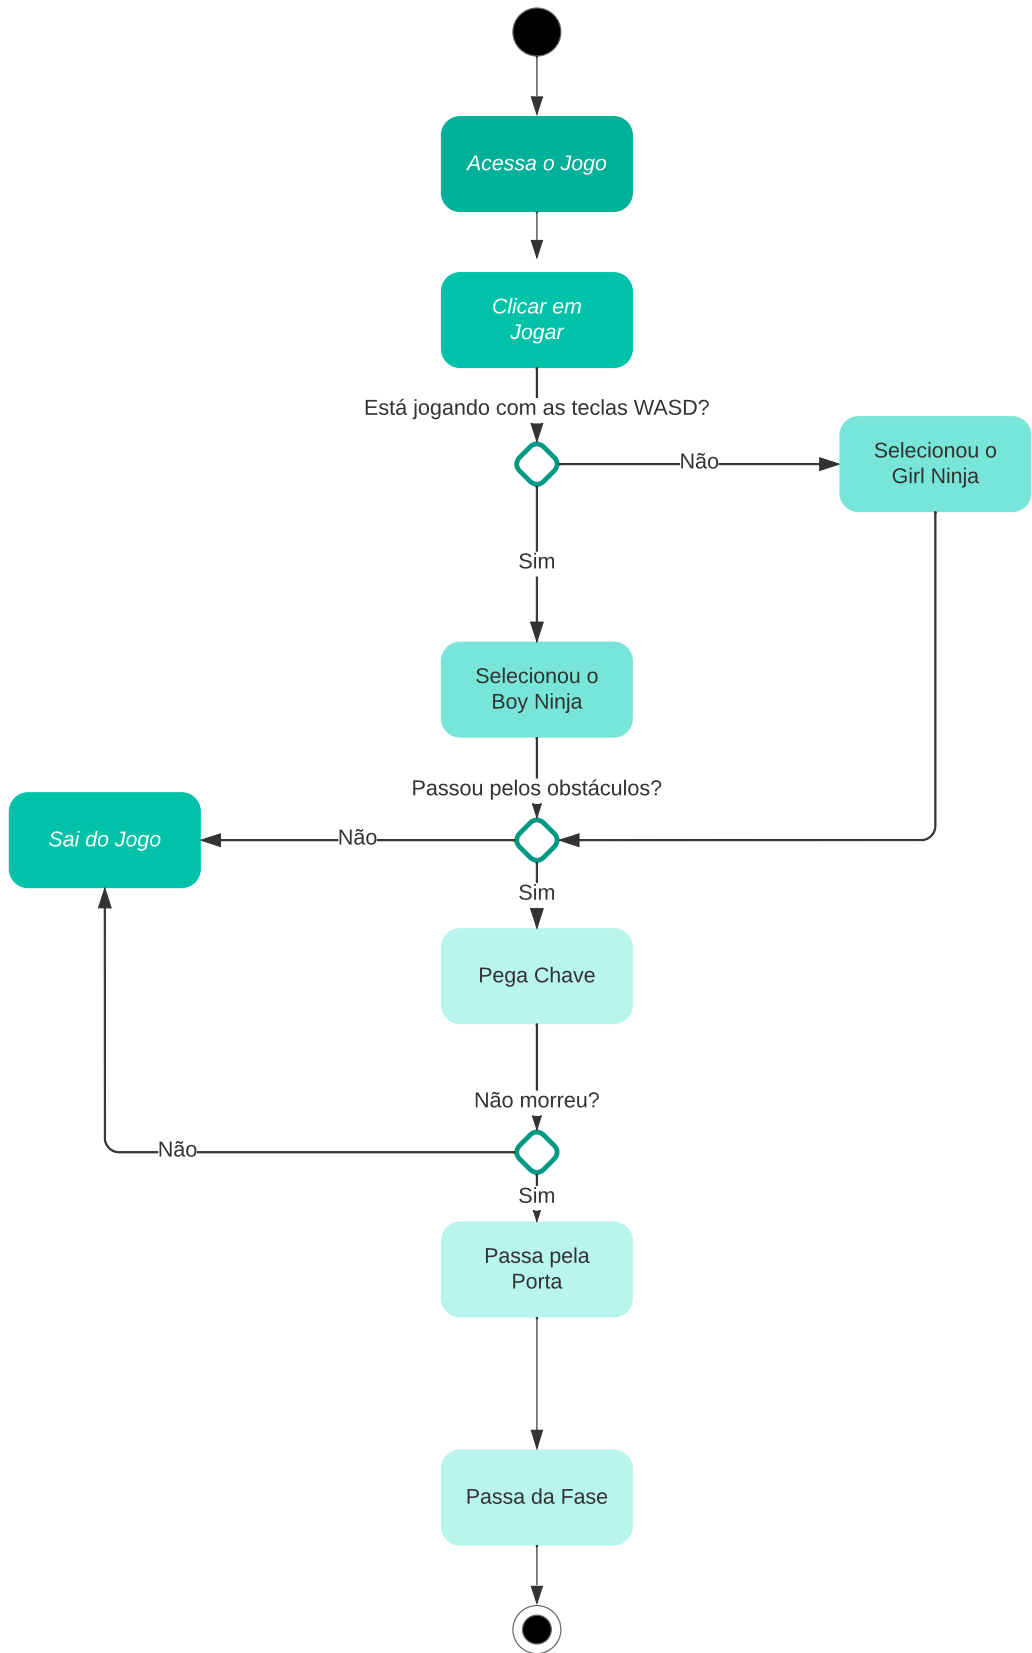 Acessa o Jogo
Clicar em
Jogar
Está jogando com as teclas WASD?
Não
Selecionou o
Girl Ninja
Sim
Selecionou o
Boy Ninja
Passou pelos obstáculos?
Sai do Jogo
Não
Sim
Pega Chave
Não morreu?
Não
Sim
Passa pela
Porta
Passa da Fase